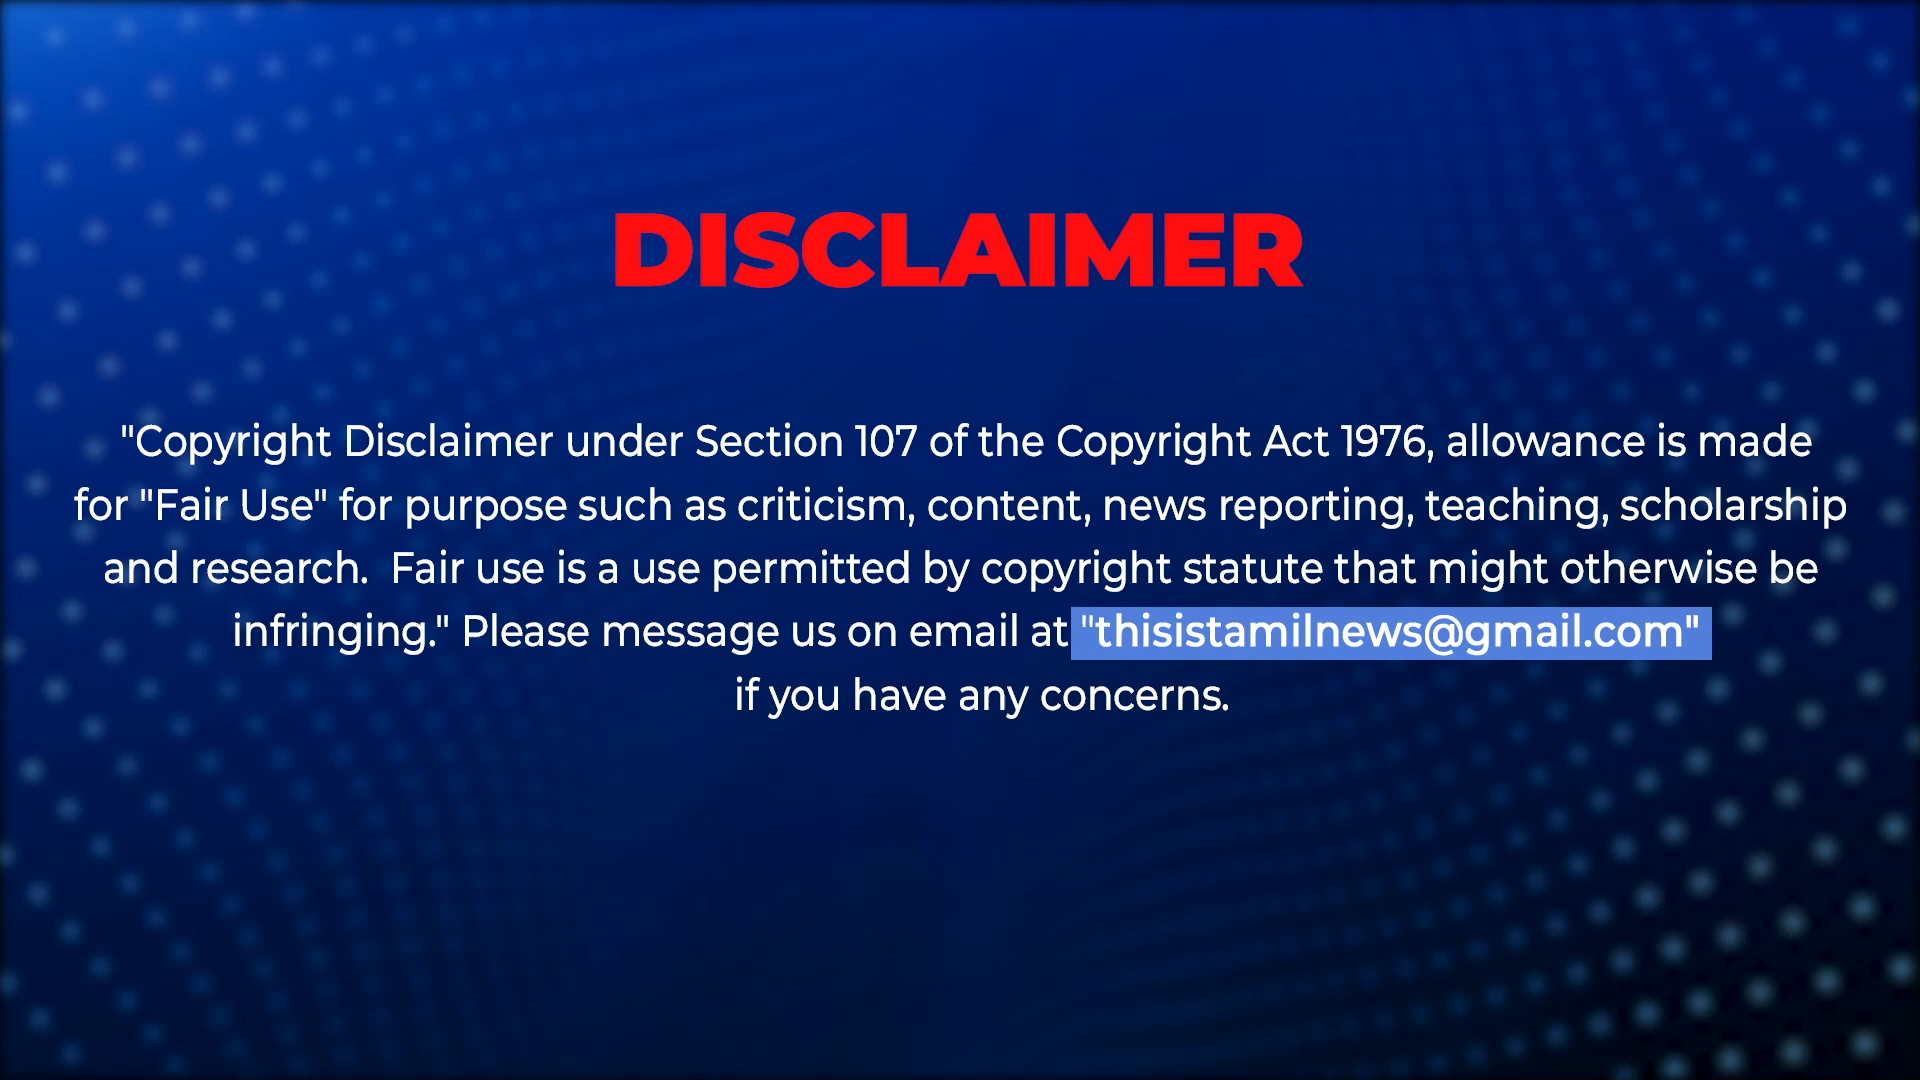 DISCLAIMER
"Copyright Disclaimer under Section 107 of the Copyright Act 1976, allowance is made
for "Fair Use" for purpose such as criticism, content, news reporting, teaching, scholarship
and research.  Fair use is a use permitted by copyright statute that might otherwise be
infringing." Please message us on email at "thisistamilnews@gmail.com"
if you have any concerns.